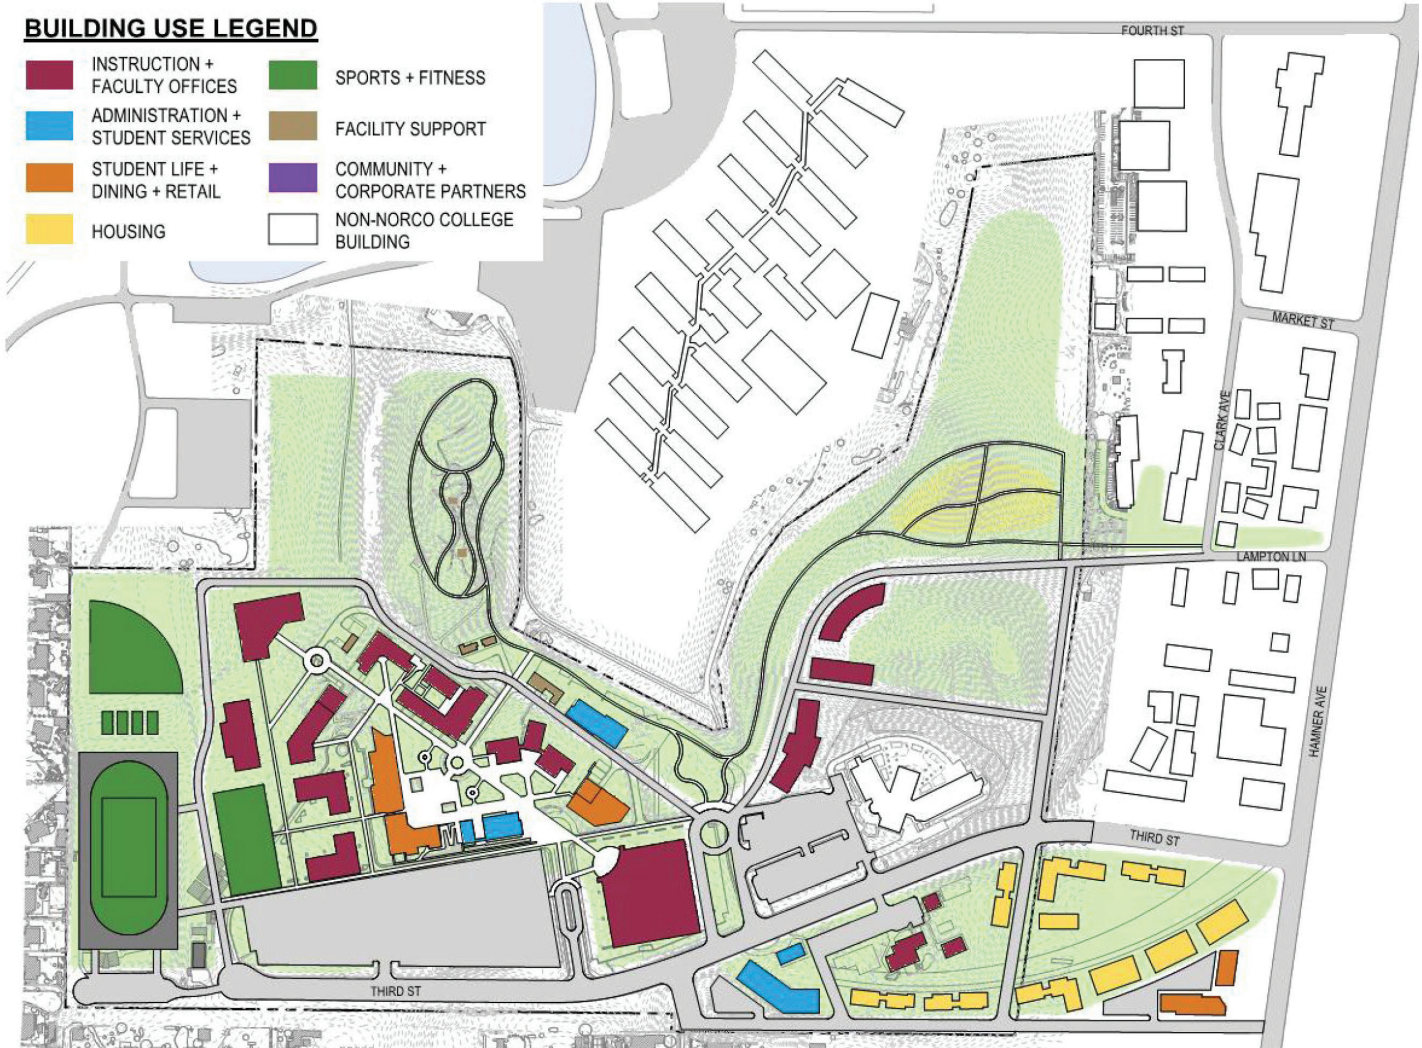 BUILDING USE LEGEND
INSTRUCTION +
FACULTY OFFICES
ADMINISTRATION +
STUDENT SERVICES
STUDENT LIFE +
DINING + RETAIL
HOUSING
SPORTS + FITNESS
FACILITY SUPPORT
COMMUNITY +
CORPORATE PARTNERS
NON-NORCO COLLEGE
BUILDING
FOURTH ST
MARKET ST
CLARK AVE
LAMPTON LN
HAMNER AVE
THIRD ST
THIRD ST